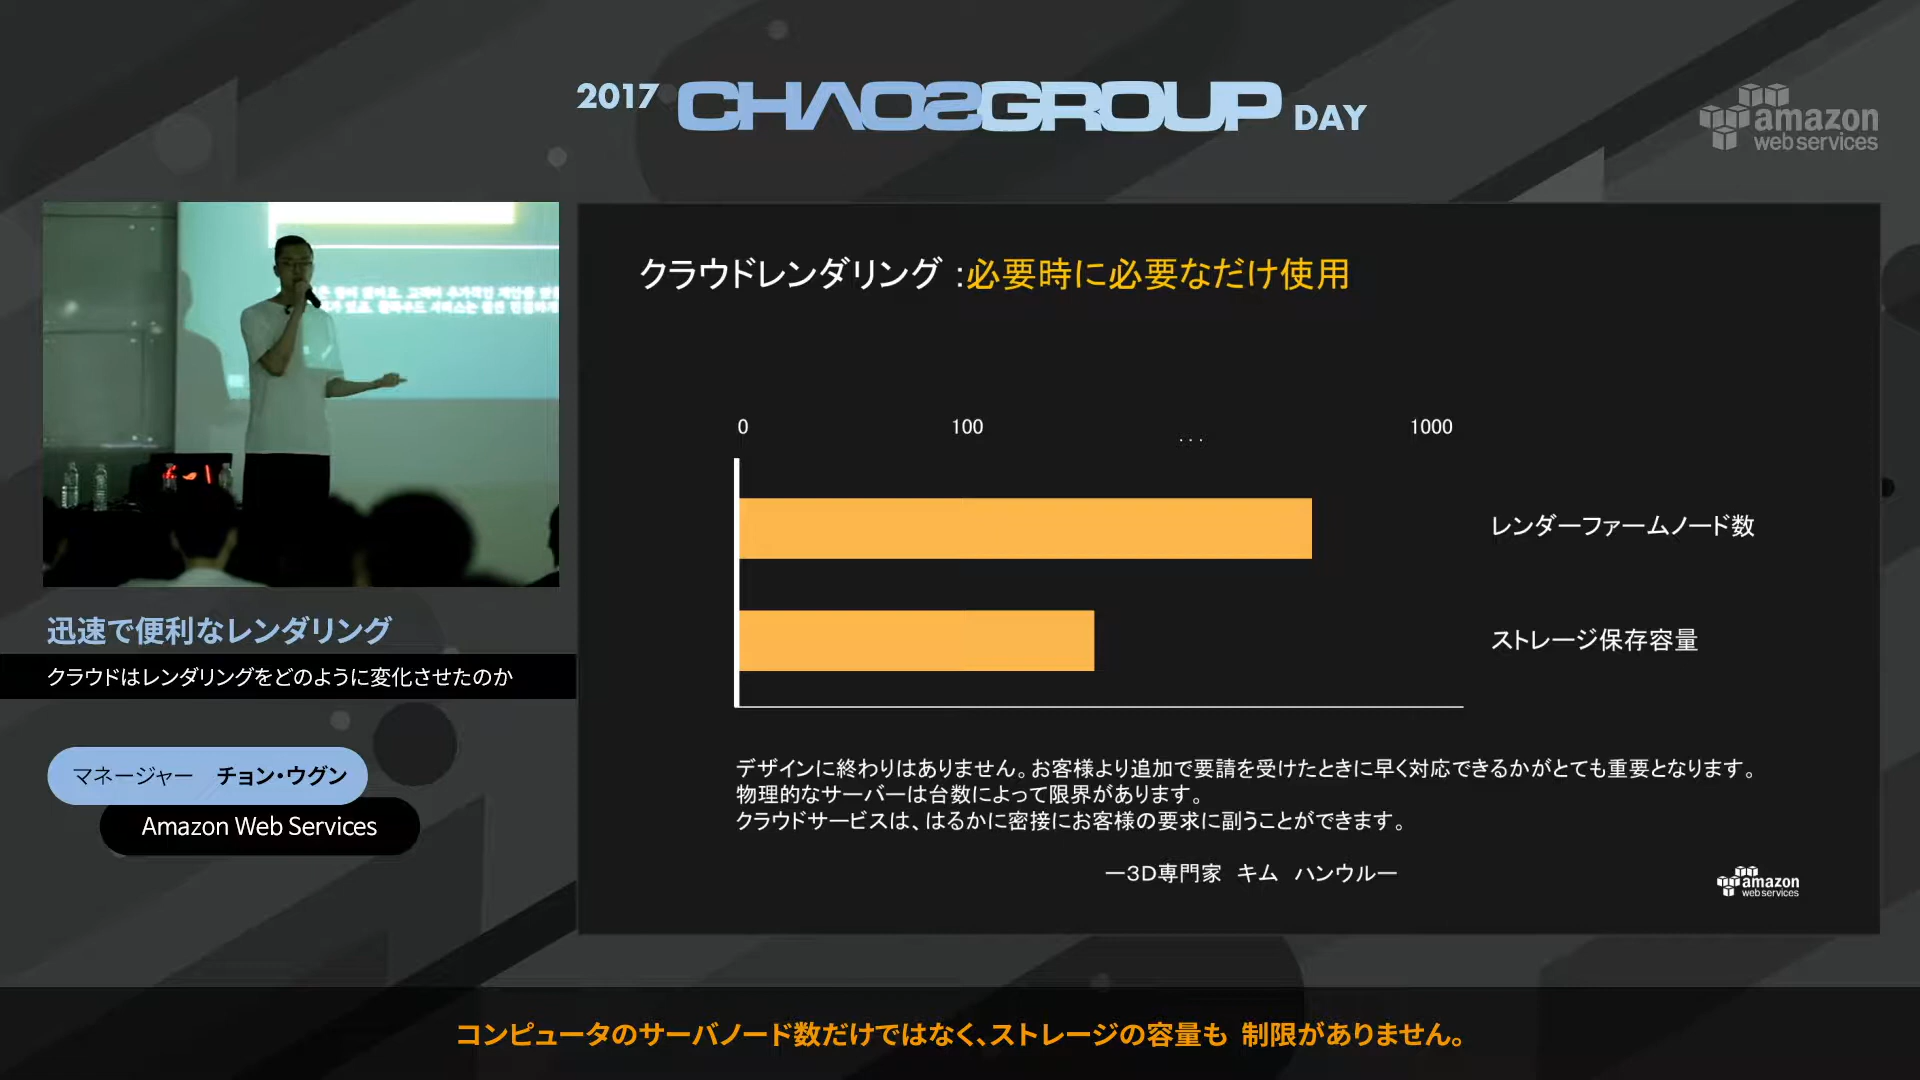 2017 CHAOSGROUP DAY
amazon
web services
迅速で便利なレンダリング
クラウドはレンダリングをどのように変化させたのか
マネージャー チョン・ウグン
Amazon Web Services
クラウドレンダリング :必要時に必要なだけ使用
0 100 ... 1000
レンダーファームノード数
ストレージ保存容量
デザインに終わりはありません。お客様より追加で要請を受けたときに早く対応できるかがとても重要となります。
物理的なサーバーは台数によって限界があります。
クラウドサービスは、はるかに密接にお客様の要求に副うことができます。
ー3D専門家 キム ハンウルー
amazon
web services
コンピュータのサーバノード数だけではなく、ストレージの容量も 制限がありません。